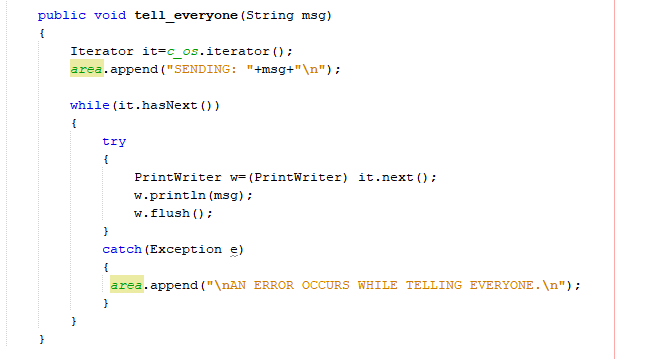 public void tell_everyone(String msg)
{
Iterator it=c_os.iterator();
area.append("SENDING: "+msg+"\n");
while(it.hasNext())
{
try
{
PrintWriter w=(PrintWriter) it.next();
w.println(msg);
w.flush();
}
catch(Exception e)
{
area.append("\nAN ERROR OCCURS WHILE TELLING EVERYONE.\n");
}
}
}